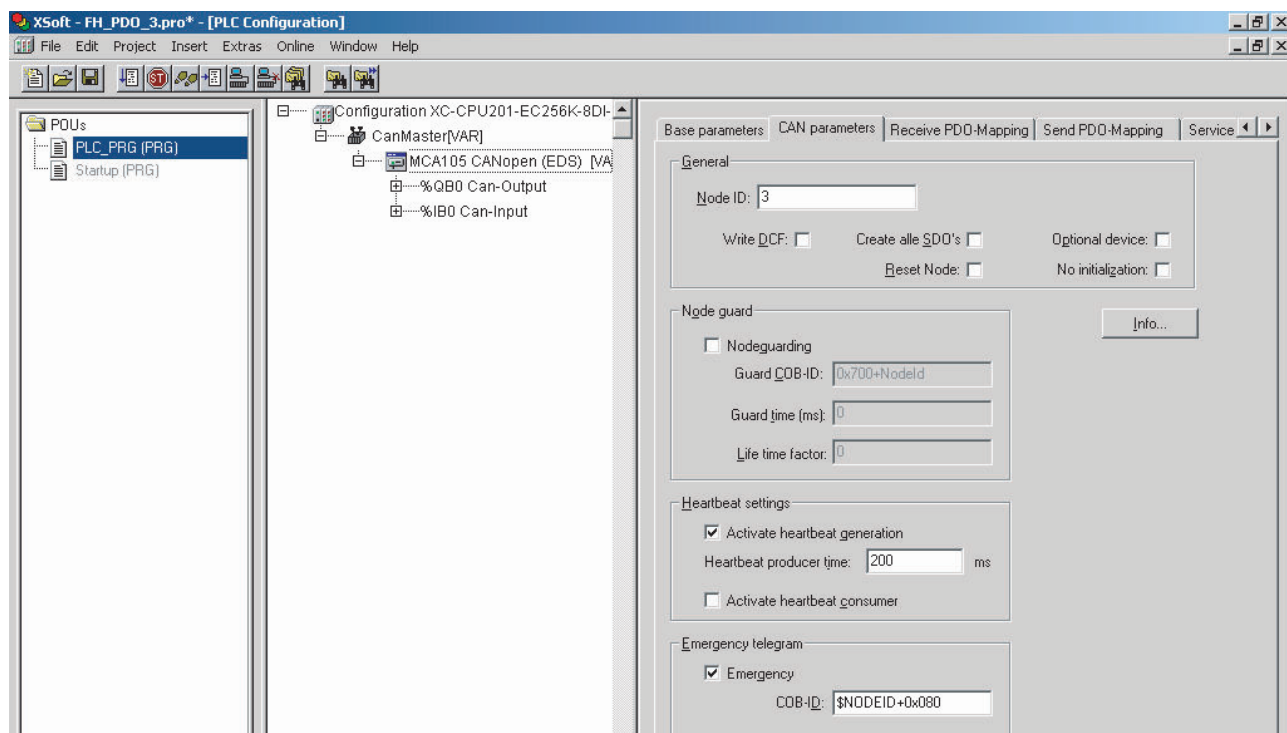 XSoft - FH_PDO_3.pro* - [PLC Configuration]
File Edit Project Insert Extras Online Window Help
POUs
PLC_PRG (PRG)
Startup (PRG)
Configuration XC-CPU201-EC256K-8DI-
CanMaster[VAR]
MCA105 CANopen (EDS) [VA
%QB0 Can-Output
%IB0 Can-Input
Base parameters CAN parameters Receive PDO-Mapping Send PDO-Mapping Service
General
Node ID: 3
Write DCF: Create alle SDO's Optional device:
Reset Node: No initialization:
Node guard
Info...
Nodeguarding
Guard COB-ID: 0x700+NodeId
Guard time (ms): 0
Life time factor: 0
Heartbeat settings
Activate heartbeat generation
Heartbeat producer time: 200 ms
Activate heartbeat consumer
Emergency telegram
Emergency
COB-ID: $NODEID+0x080